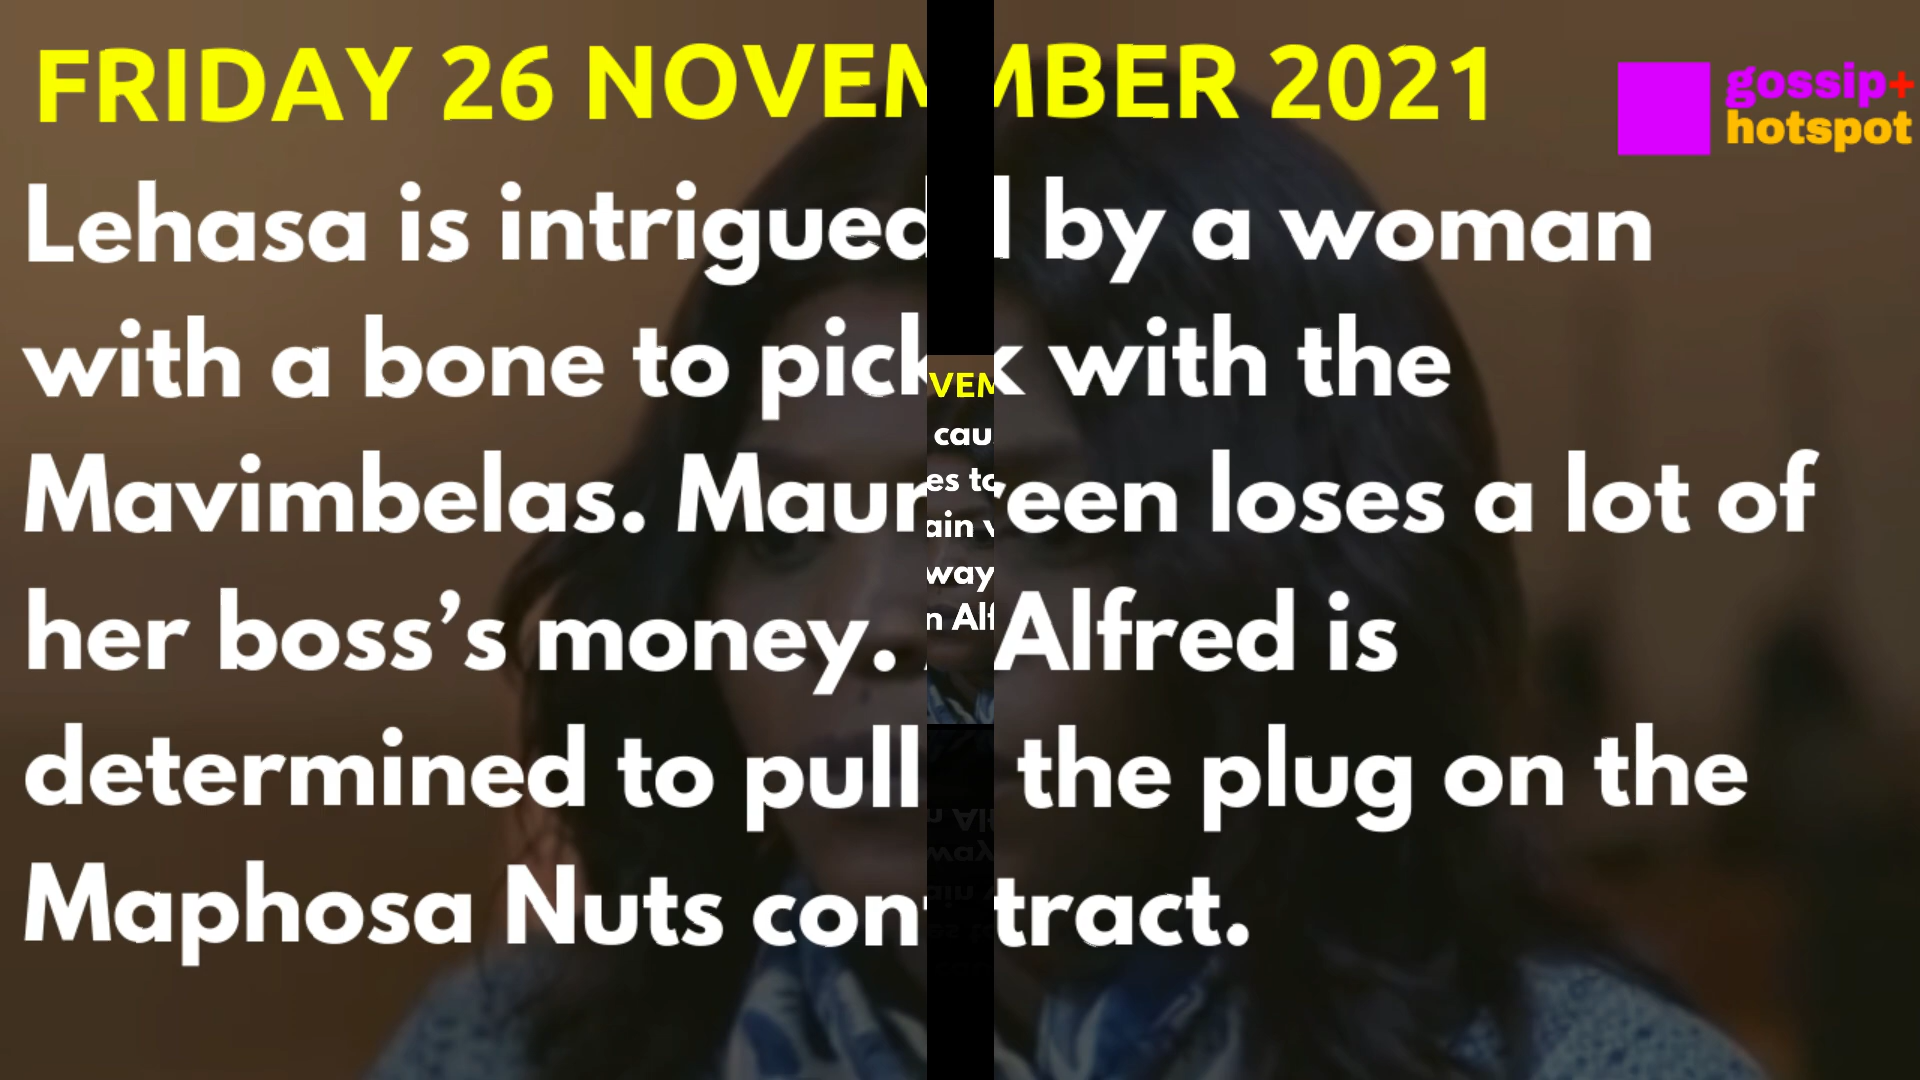 FRIDAY 26 NOVEMBER 2021
gossip+
hotspot
Lehasa is intrigued by a woman
with a bone to pick with the
Mavimbelas. Maureen loses a lot of
her boss’s money. Alfred is
determined to pull the plug on the
Maphosa Nuts contract.